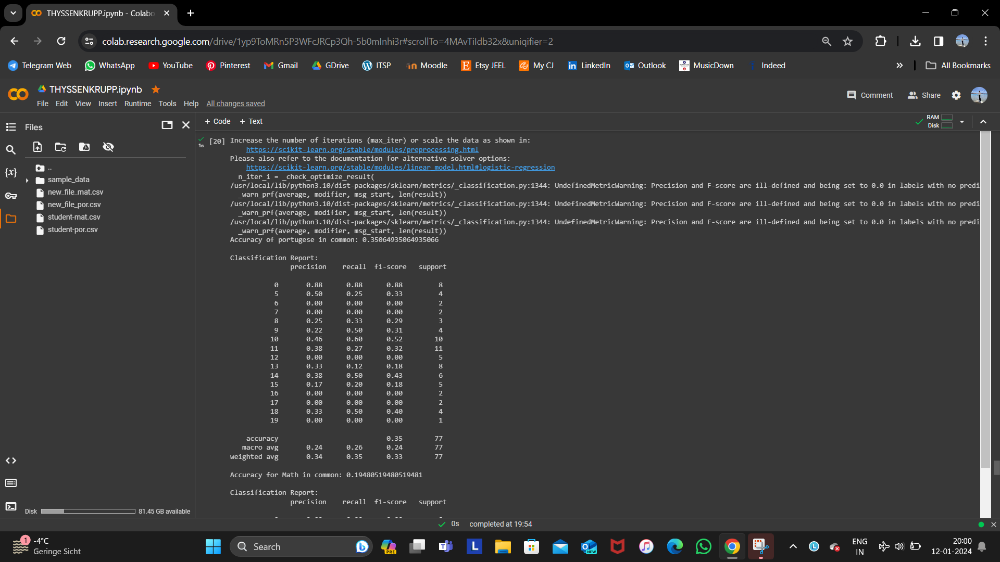 THYSSENKRUPP.ipynb - Colabo
colab.research.google.com/drive/1yp9ToMRn5P3WFcJRCp3Qh-5b0mInhi3r#scrollTo=4MAvTiIdb32x&uniqifier=2
Telegram Web WhatsApp YouTube Pinterest Gmail GDrive ITSP Moodle Etsy JEEL My CJ LinkedIn Outlook MusicDown Indeed » All Bookmarks
THYSSENKRUPP.ipynb
Comment Share
File Edit View Insert Runtime Tools Help All changes saved
Files
+ Code + Text
RAM
Disk
..
sample_data
new_file_mat.csv
new_file_por.csv
student-mat.csv
student-por.csv
Disk 81.45 GB available
1s
[20] Increase the number of iterations (max_iter) or scale the data as shown in:
https://scikit-learn.org/stable/modules/preprocessing.html
Please also refer to the documentation for alternative solver options:
https://scikit-learn.org/stable/modules/linear_model.html#logistic-regression
n_iter_i = _check_optimize_result(
/usr/local/lib/python3.10/dist-packages/sklearn/metrics/_classification.py:1344: UndefinedMetricWarning: Precision and F-score are ill-defined and being set to 0.0 in labels with no predi
_warn_prf(average, modifier, msg_start, len(result))
/usr/local/lib/python3.10/dist-packages/sklearn/metrics/_classification.py:1344: UndefinedMetricWarning: Precision and F-score are ill-defined and being set to 0.0 in labels with no predi
_warn_prf(average, modifier, msg_start, len(result))
/usr/local/lib/python3.10/dist-packages/sklearn/metrics/_classification.py:1344: UndefinedMetricWarning: Precision and F-score are ill-defined and being set to 0.0 in labels with no predi
_warn_prf(average, modifier, msg_start, len(result))
Accuracy of portugese in common: 0.35064935064935066
Classification Report:
precision recall f1-score support
0 0.88 0.88 0.88 8
5 0.50 0.25 0.33 4
6 0.00 0.00 0.00 2
7 0.00 0.00 0.00 2
8 0.25 0.33 0.29 3
9 0.22 0.50 0.31 4
10 0.46 0.60 0.52 10
11 0.38 0.27 0.32 11
12 0.00 0.00 0.00 5
13 0.33 0.12 0.18 8
14 0.38 0.50 0.43 6
15 0.17 0.20 0.18 5
16 0.00 0.00 0.00 2
17 0.00 0.00 0.00 2
18 0.33 0.50 0.40 4
19 0.00 0.00 0.00 1
accuracy 0.35 77
macro avg 0.24 0.26 0.24 77
weighted avg 0.34 0.35 0.33 77
Accuracy for Math in common: 0.19480519480519481
Classification Report:
precision recall f1-score support
0s completed at 19:54
1 -4°C
Geringe Sicht
Search
PRE
L
NEW
L
ENG
IN
20:00
12-01-2024